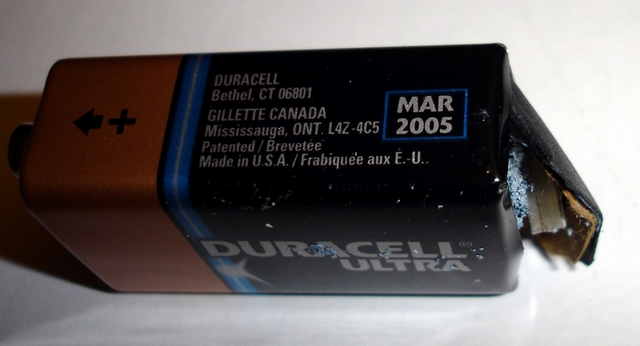 +
DURACELL
Bethel, CT 06801
GILLETTE CANADA
Mississauga, ONT. L4Z-4C5
Patented / Brevetée
Made in U.S.A. / Frabiquée aux É.-U.
MAR
2005
DURACELL®
ULTRA